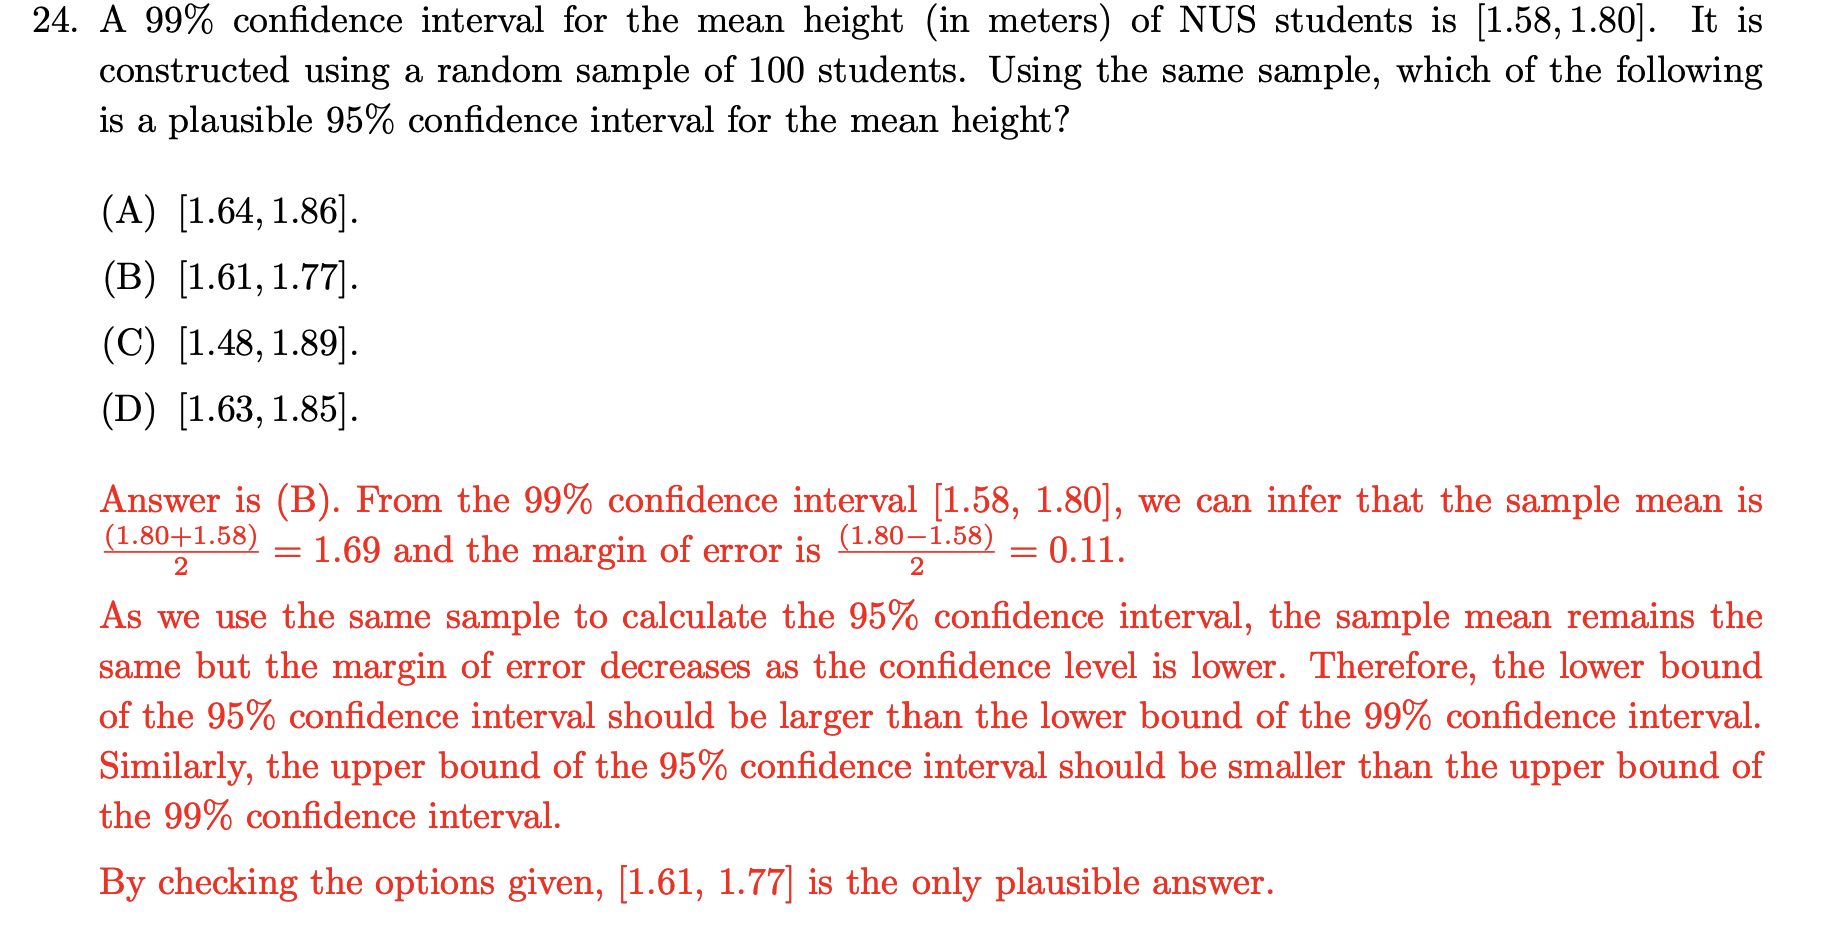 24. A 99% confidence interval for the mean height (in meters) of NUS students is [1.58, 1.80]. It is
constructed using a random sample of 100 students. Using the same sample, which of the following
is a plausible 95% confidence interval for the mean height?
(A) [1.64, 1.86].
(B) [1.61, 1.77].
(C) [1.48, 1.89].
(D) [1.63, 1.85].
Answer is (B). From the 99% confidence interval [1.58, 1.80], we can infer that the sample mean is
(1.80+1.58)/2 = 1.69 and the margin of error is (1.80−1.58)/2 = 0.11.
As we use the same sample to calculate the 95% confidence interval, the sample mean remains the
same but the margin of error decreases as the confidence level is lower. Therefore, the lower bound
of the 95% confidence interval should be larger than the lower bound of the 99% confidence interval.
Similarly, the upper bound of the 95% confidence interval should be smaller than the upper bound of
the 99% confidence interval.
By checking the options given, [1.61, 1.77] is the only plausible answer.